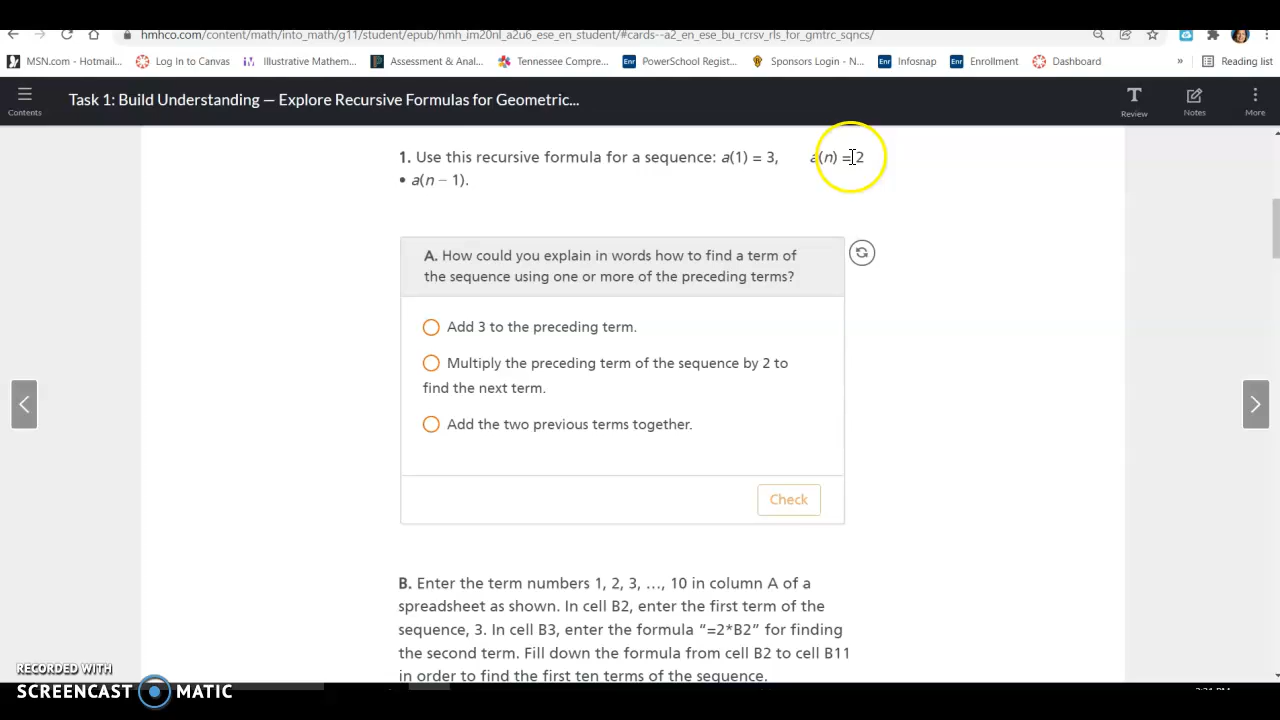 hmhco.com/content/math/into_math/g11/student/epub/hmh_im20nl_a2u6_ese_en_student/#cards--a2_en_ese_bu_rcrsv_rls_for_gmtrc_sqncs/
MSN.com - Hotmail... Log In to Canvas Illustrative Mathem... Assessment & Anal... Tennessee Compre... Enr PowerSchool Regist... Sponsors Login - N... Enr Infosnap Enr Enrollment Dashboard » Reading list
Contents Task 1: Build Understanding — Explore Recursive Formulas for Geometric... Review Notes More
1. Use this recursive formula for a sequence: a(1) = 3, a(n) = 2
• a(n − 1).
A. How could you explain in words how to find a term of
the sequence using one or more of the preceding terms?
Add 3 to the preceding term.
Multiply the preceding term of the sequence by 2 to
find the next term.
Add the two previous terms together.
Check
B. Enter the term numbers 1, 2, 3, ..., 10 in column A of a
spreadsheet as shown. In cell B2, enter the first term of the
sequence, 3. In cell B3, enter the formula “=2*B2” for finding
the second term. Fill down the formula from cell B2 to cell B11
in order to find the first ten terms of the sequence.
RECORDED WITH
SCREENCAST MATIC